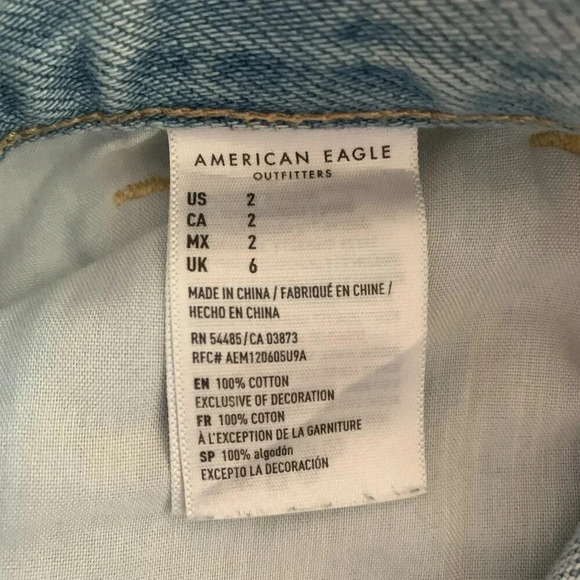 AMERICAN EAGLE
OUTFITTERS
US 2
CA 2
MX 2
UK 6
MADE IN CHINA / FABRIQUÉ EN CHINE /
HECHO EN CHINA
RN 54485/CA 03873
RFC# AEM120605U9A
EN 100% COTTON
EXCLUSIVE OF DECORATION
FR 100% COTON
À L'EXCEPTION DE LA GARNITURE
SP 100% algodón
EXCEPTO LA DECORACIÓN